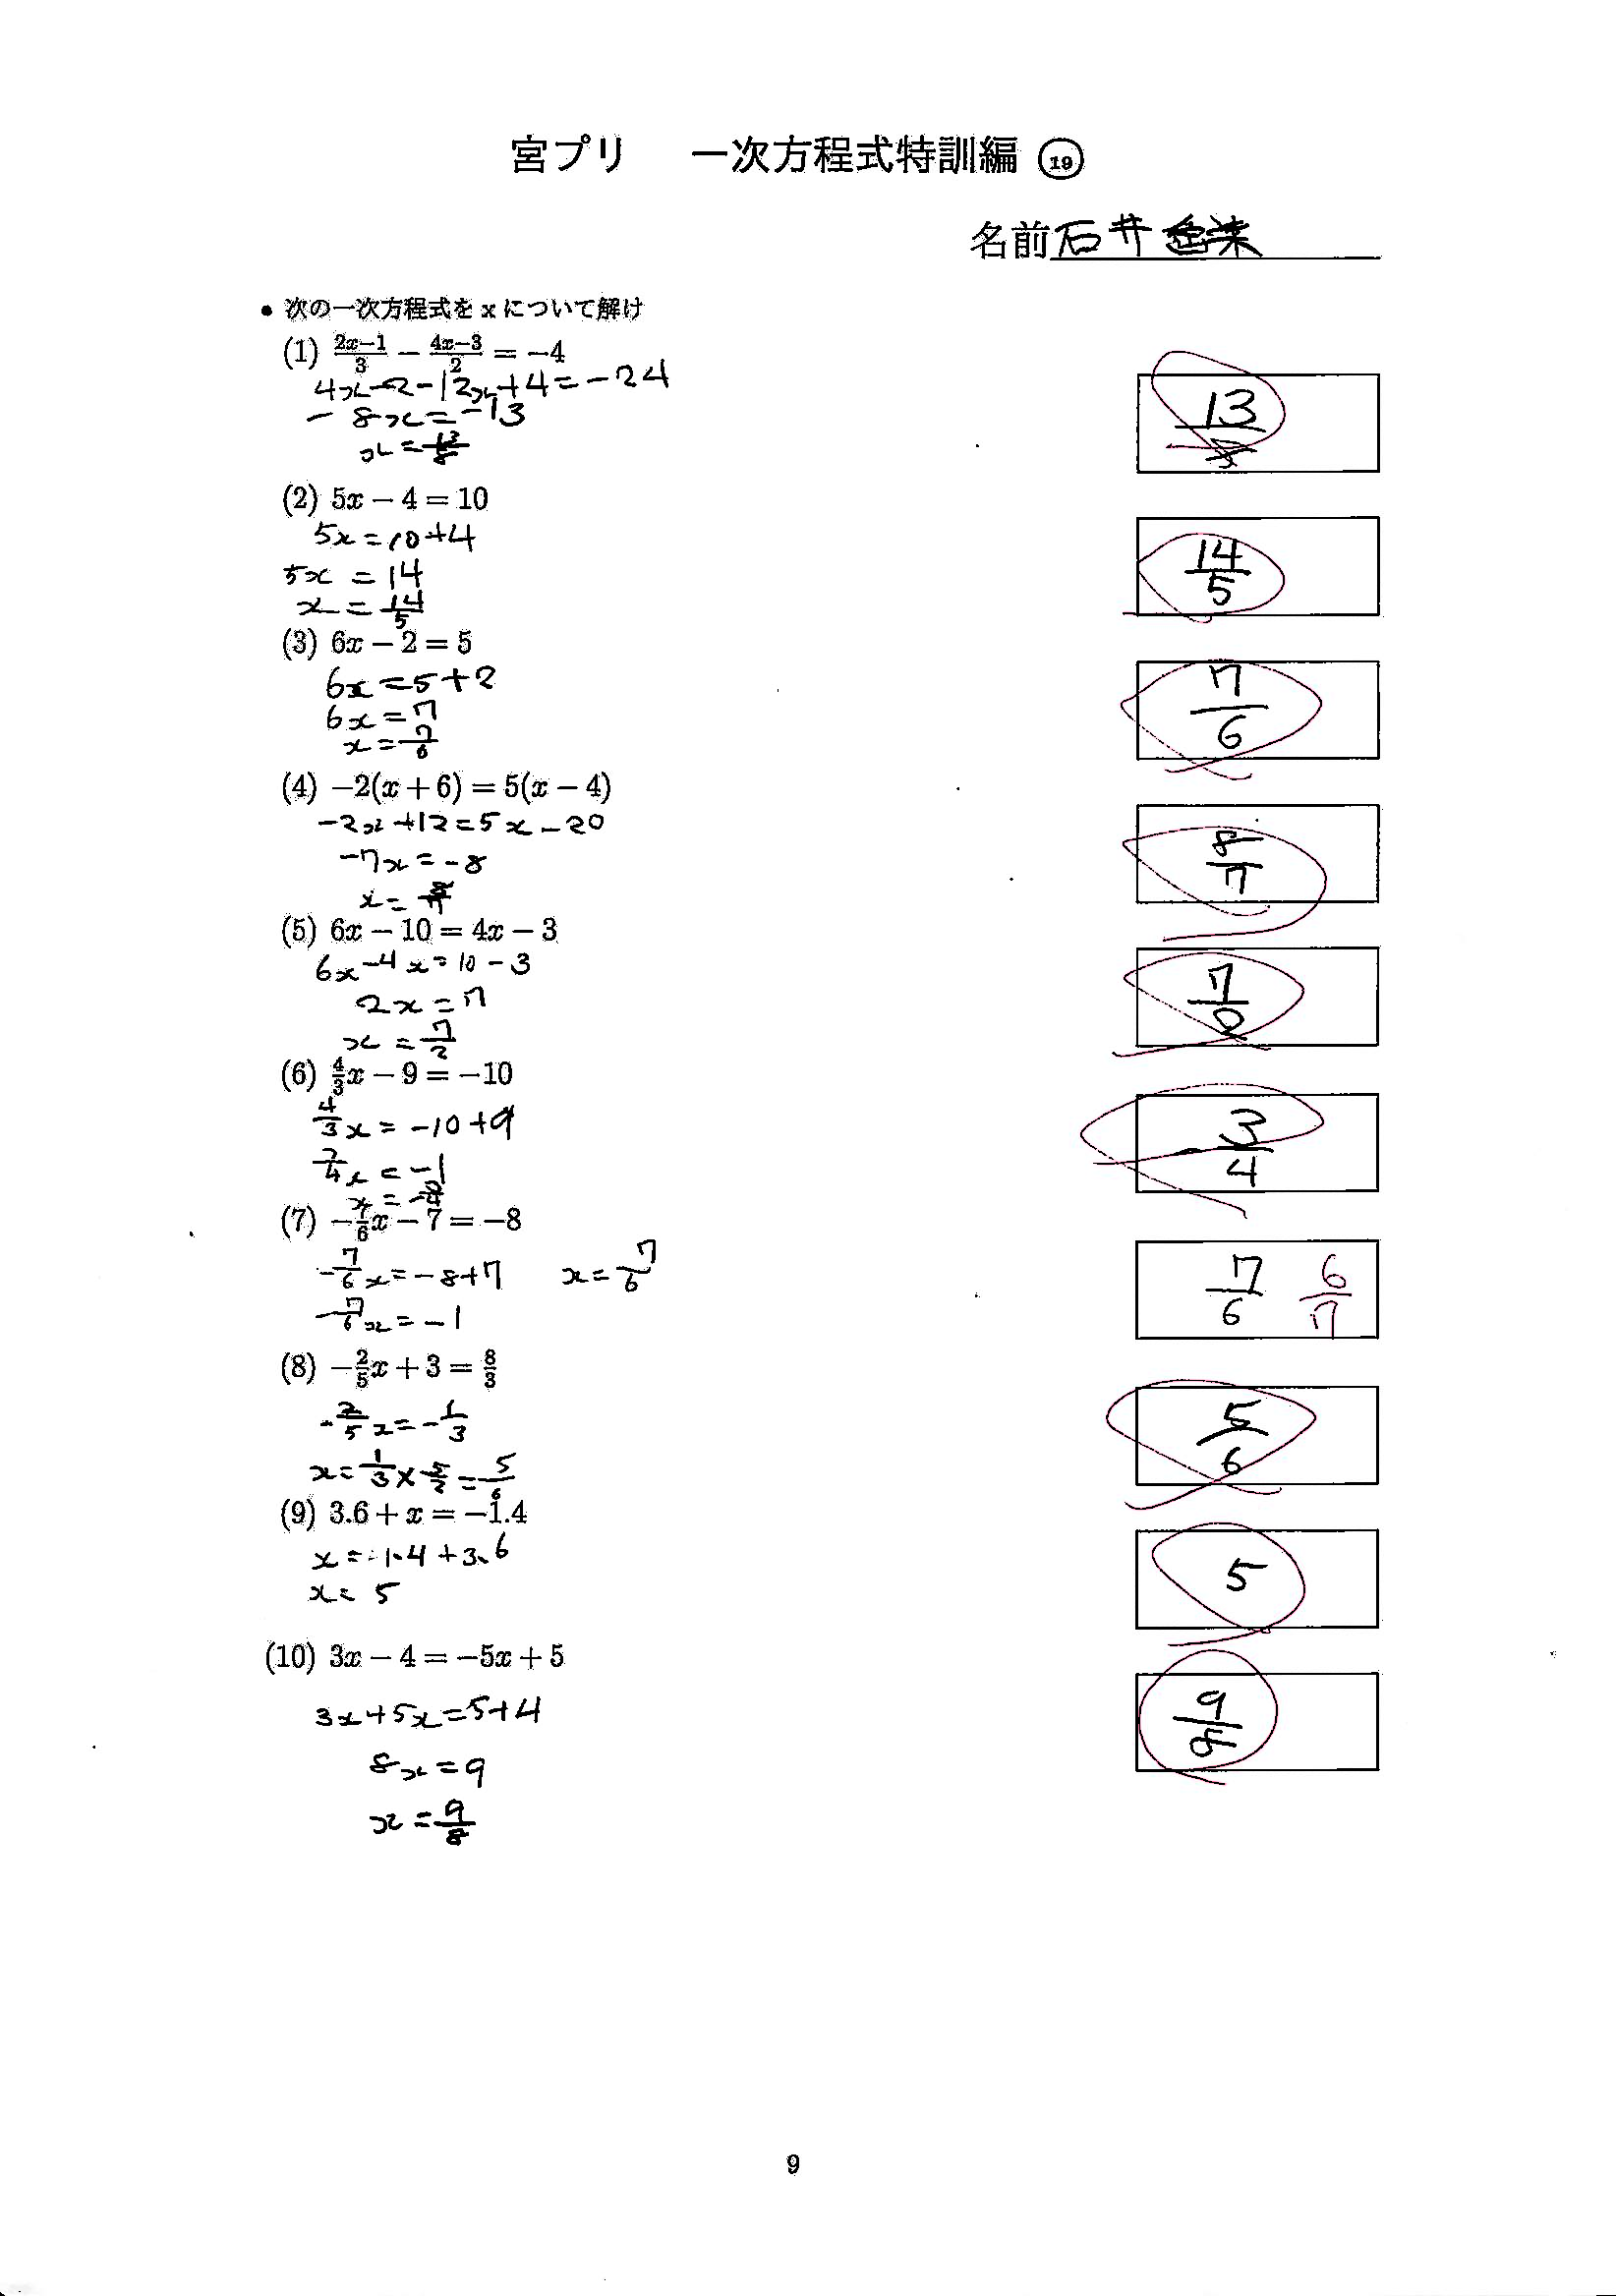 宮プリ 一次方程式特訓編 ⑲
名前 石井
• 次の一次方程式を x について解け
(1) \frac{2x-1}{3} − \frac{4x-3}{2} = −4
4x-2-12x+4=-24
-8x=-13
x=\frac{13}{8}
\frac{13}{8}
(2) 5x − 4 = 10
5x=10+4
5x=14
x=\frac{14}{5}
\frac{14}{5}
(3) 6x − 2 = 5
6x=5+2
6x=7
x=\frac{7}{6}
\frac{7}{6}
(4) −2(x + 6) = 5(x − 4)
-2x+12=5x-20
-7x=-8
x=\frac{8}{7}
\frac{8}{7}
(5) 6x − 10 = 4x − 3
6x-4x=10-3
2x=7
x=\frac{7}{2}
\frac{7}{2}
(6) \frac{4}{3}x − 9 = −10
\frac{4}{3}x=-10+9
x=-1
x=-\frac{3}{4}
-\frac{3}{4}
(7) −\frac{7}{6}x − 7 = −8
-\frac{7}{6}x=-8+7 x=\frac{7}{6}
-\frac{7}{6}x=-1
\frac{7}{6} \frac{6}{7}
(8) −\frac{2}{5}x + 3 = \frac{8}{3}
-\frac{2}{5}x=-\frac{1}{3}
x=\frac{1}{3}×\frac{5}{2}=\frac{5}{6}
\frac{5}{6}
(9) 3.6 + x = −1.4
x=-1.4+3.6
x=5
5
(10) 3x − 4 = −5x + 5
3x+5x=5+4
8x=9
x=\frac{9}{8}
\frac{9}{8}
9